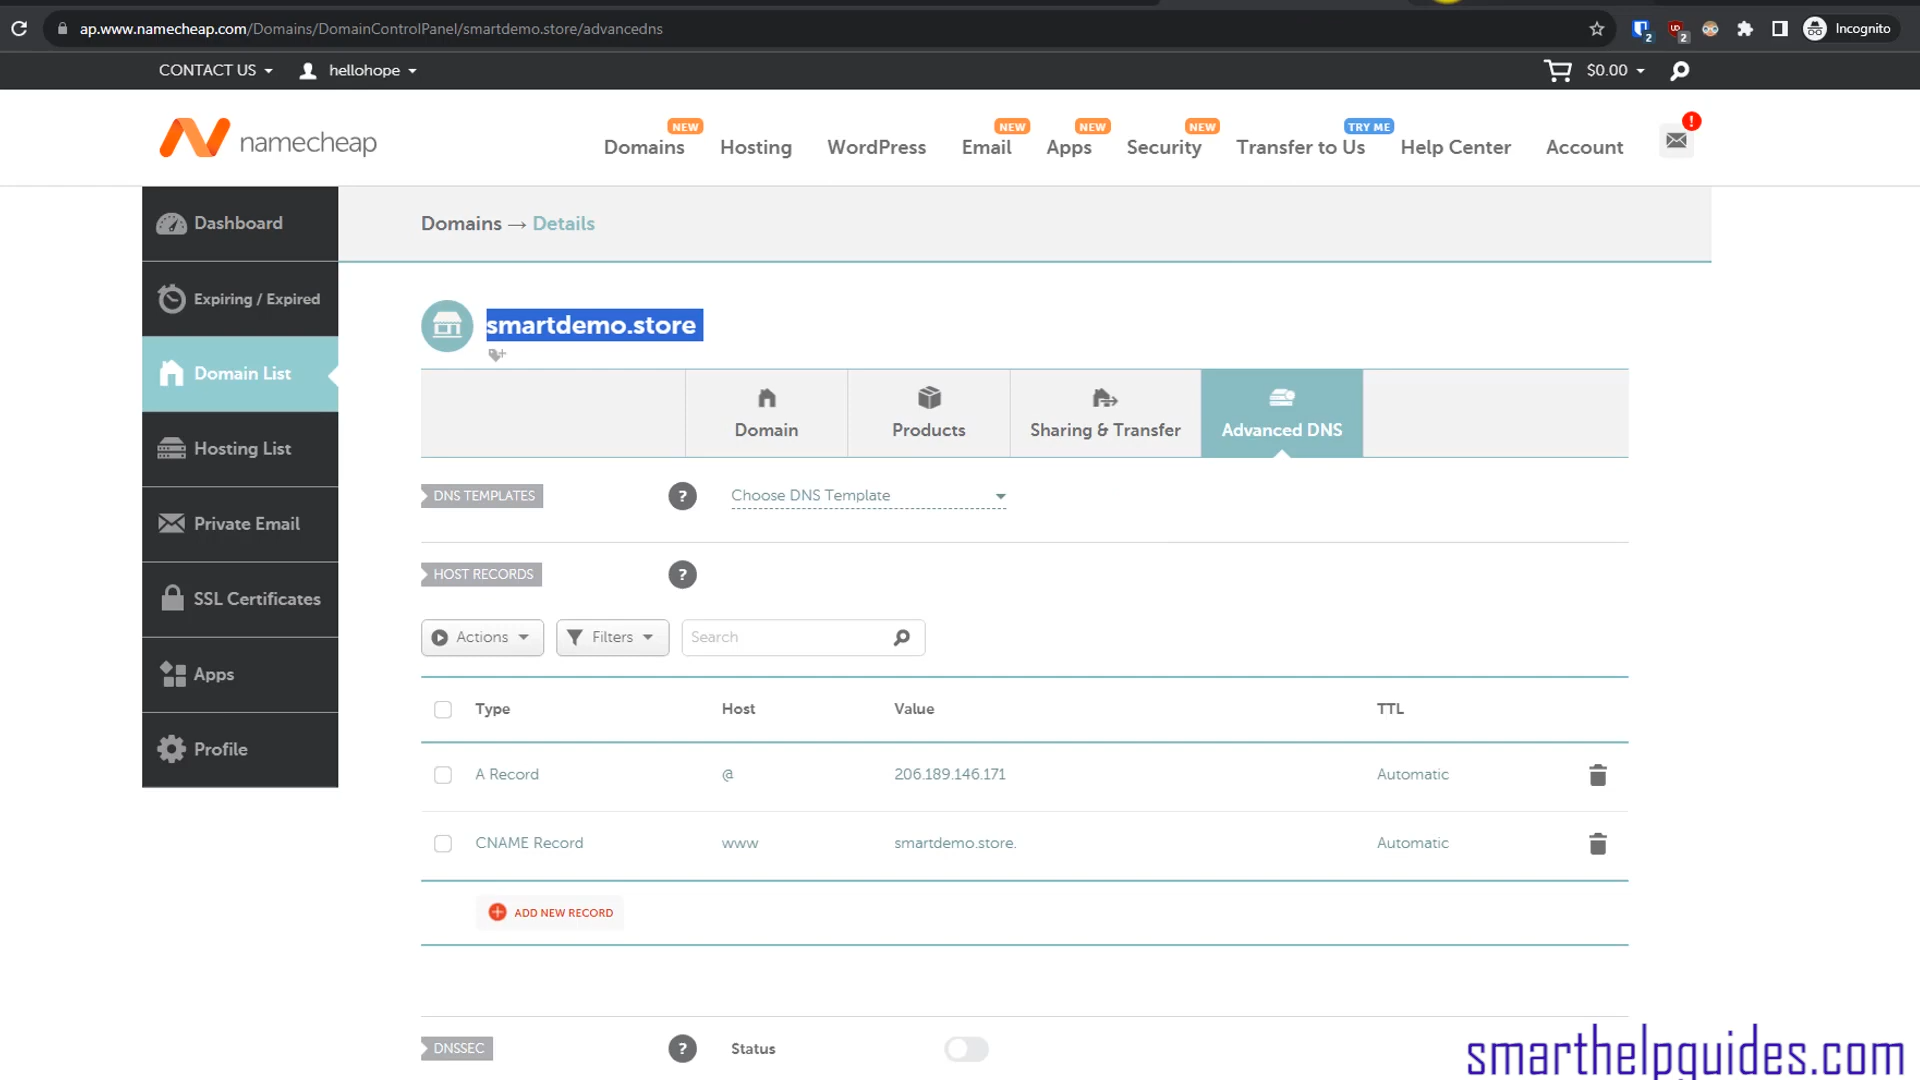 ap.www.namecheap.com/Domains/DomainControlPanel/smartdemo.store/advancedns
2
2
Incognito
CONTACT US
hellohope
$0.00
namecheap
NEW
Domains
Hosting
WordPress
NEW
Email
NEW
Apps
NEW
Security
TRY ME
Transfer to Us
Help Center
Account
!
Dashboard
Expiring / Expired
Domain List
Hosting List
Private Email
SSL Certificates
Apps
Profile
Domains → Details
smartdemo.store
Domain
Products
Sharing & Transfer
Advanced DNS
DNS TEMPLATES
?
Choose DNS Template
HOST RECORDS
?
Actions
Filters
Search
Type Host Value TTL
A Record @ 206.189.146.171 Automatic
CNAME Record www smartdemo.store. Automatic
ADD NEW RECORD
DNSSEC
?
Status
smarthelpguides.com